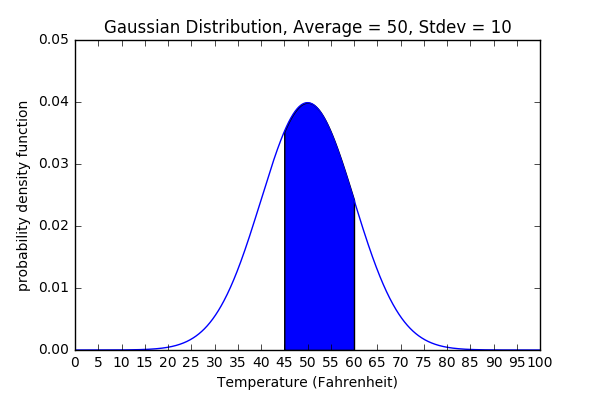 Gaussian Distribution, Average = 50, Stdev = 10
0.05
0.04
0.03
0.02
0.01
0.00
probability density function
0 5 10 15 20 25 30 35 40 45 50 55 60 65 70 75 80 85 90 95 100
Temperature (Fahrenheit)